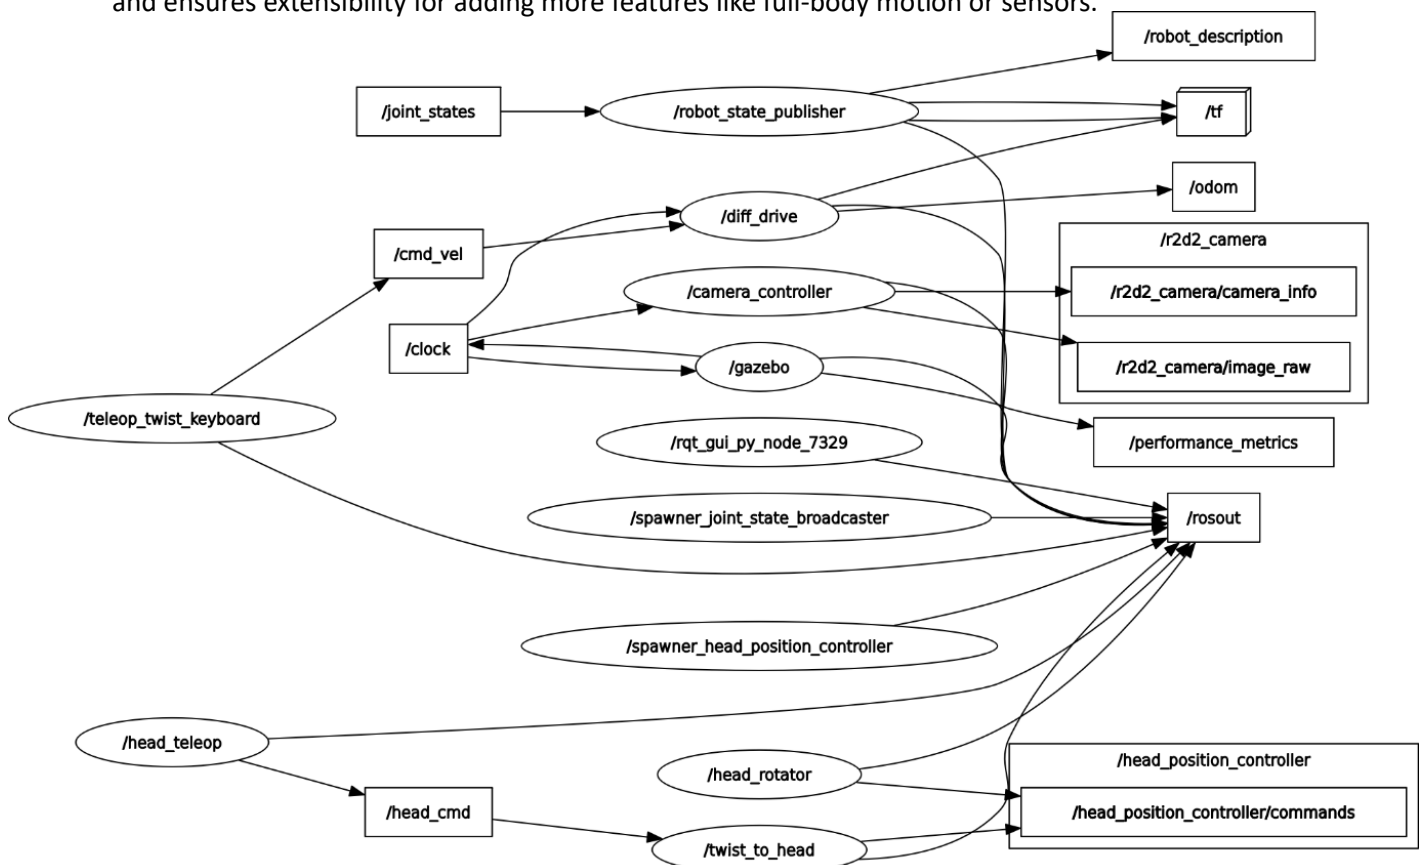 and ensures extensibility for adding more features like full-body motion or sensors.
/robot_description
/joint_states
/robot_state_publisher
/tf
/odom
/diff_drive
/r2d2_camera
/cmd_vel
/camera_controller
/r2d2_camera/camera_info
/clock
/gazebo
/r2d2_camera/image_raw
/teleop_twist_keyboard
/rqt_gui_py_node_7329
/performance_metrics
/spawner_joint_state_broadcaster
/rosout
/spawner_head_position_controller
/head_teleop
/head_position_controller
/head_rotator
/head_cmd
/head_position_controller/commands
/twist_to_head